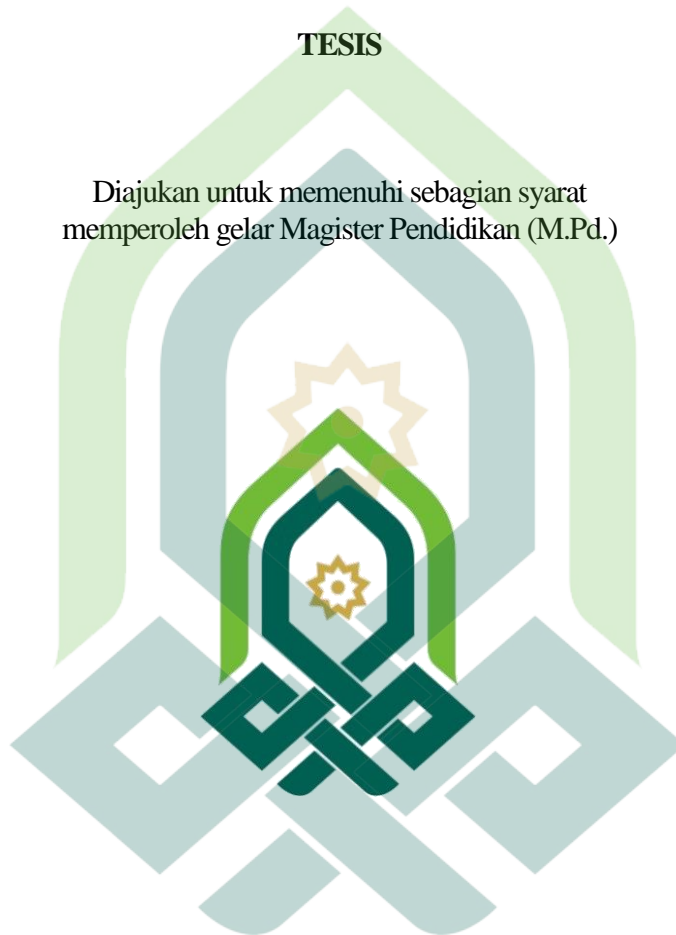 TESIS
Diajukan untuk memenuhi sebagian syarat
memperoleh gelar Magister Pendidikan (M.Pd.)